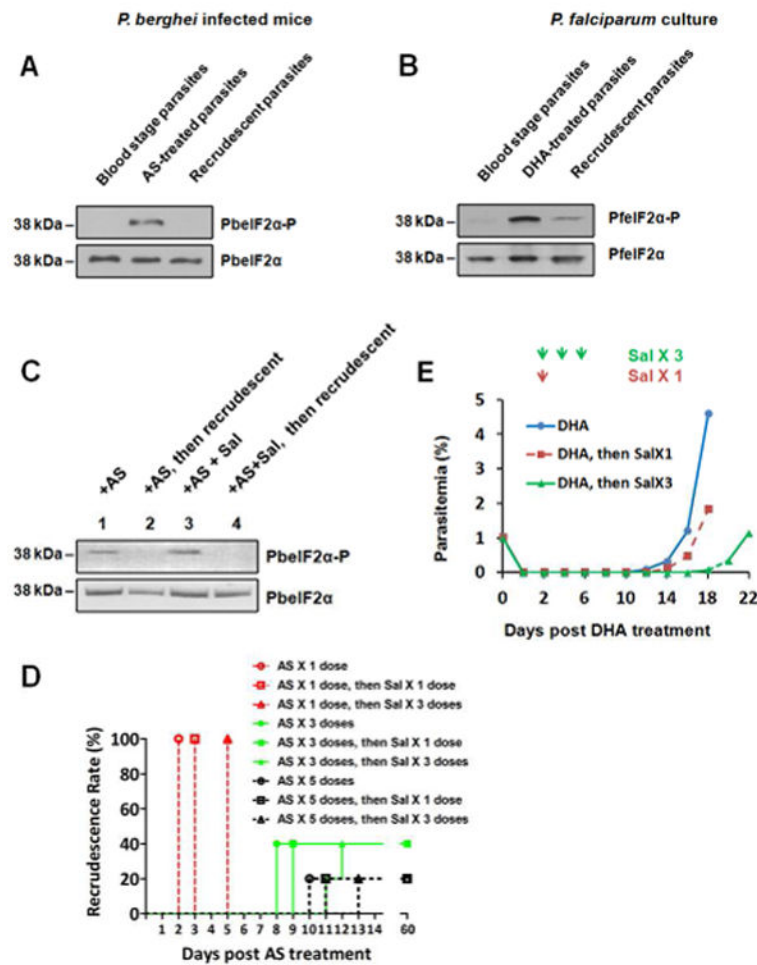 P. berghei infected mice
P. falciparum culture
A
Blood stage parasites
AS-treated parasites
Recrudescent parasites
38 kDa
PbeIF2α-P
38 kDa
PbeIF2α
B
Blood stage parasites
DHA-treated parasites
Recrudescent parasites
38 kDa
PfeIF2α-P
38 kDa
PfeIF2α
C
+AS
+AS, then recrudescent
+AS + Sal
+AS+Sal, then recrudescent
1 2 3 4
38 kDa
PbeIF2α-P
38 kDa
PbeIF2α
E
Sal X 3
Sal X 1
DHA
DHA, then SalX1
DHA, then SalX3
Parasitemia (%)
5
4
3
2
1
0
0 2 6 10 14 18 22
Days post DHA treatment
D
AS X 1 dose
AS X 1 dose, then Sal X 1 dose
AS X 1 dose, then Sal X 3 doses
AS X 3 doses
AS X 3 doses, then Sal X 1 dose
AS X 3 doses, then Sal X 3 doses
AS X 5 doses
AS X 5 doses, then Sal X 1 dose
AS X 5 doses, then Sal X 3 doses
Recrudescence Rate (%)
100
80
60
40
20
0
1 2 3 4 5 6 7 8 9 10 11 12 13 14 60
Days post AS treatment